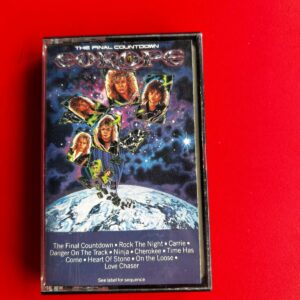 THE FINAL COUNTDOWN
EUROPE
The Final Countdown • Rock The Night • Carrie •
Danger On The Track • Ninja • Cherokee • Time Has
Come • Heart Of Stone • On the Loose •
Love Chaser
See label for sequence